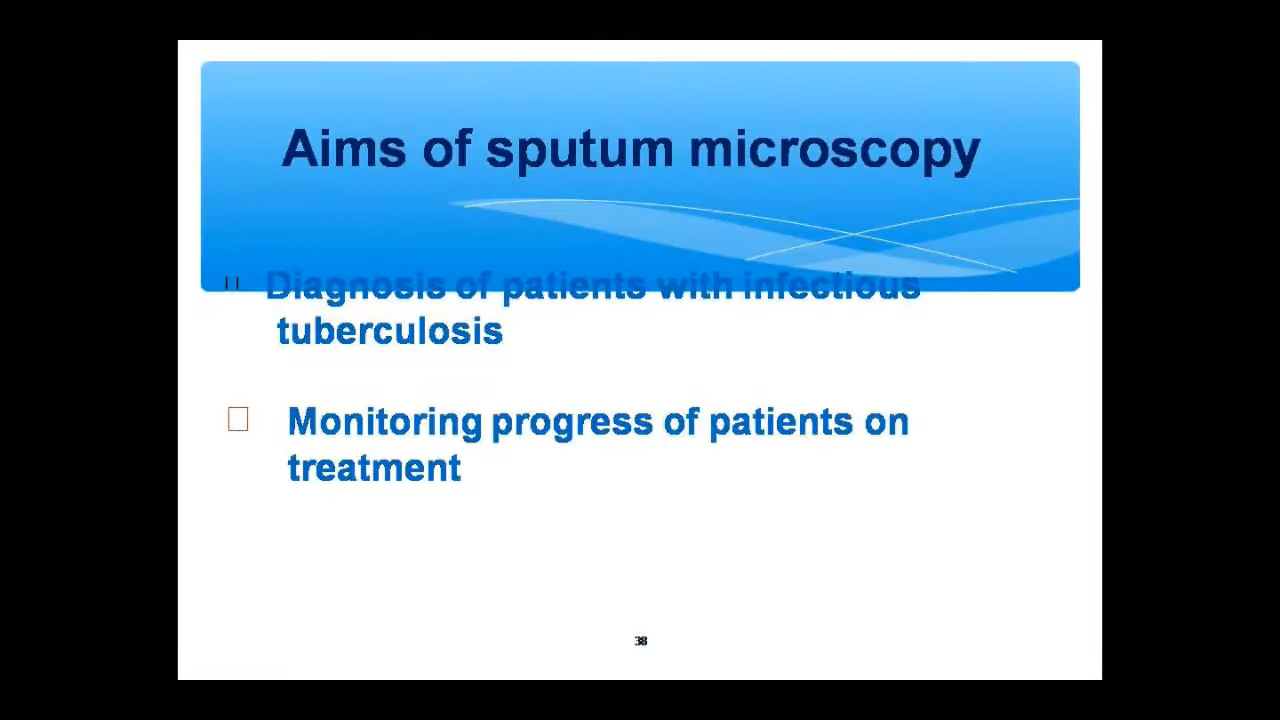 Aims of sputum microscopy
Diagnosis of patients with infectious
tuberculosis
Monitoring progress of patients on
treatment
38